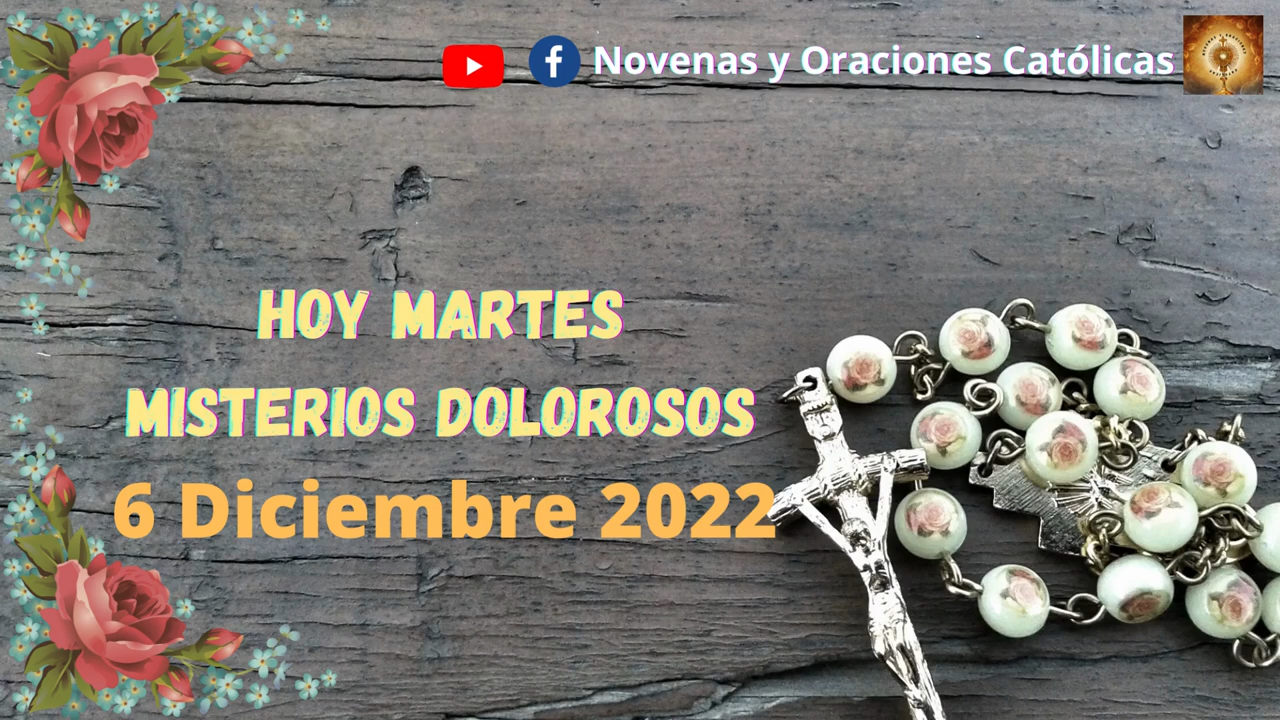 Novenas y Oraciones Católicas
HOY MARTES
MISTERIOS DOLOROSOS
6 Diciembre 2022